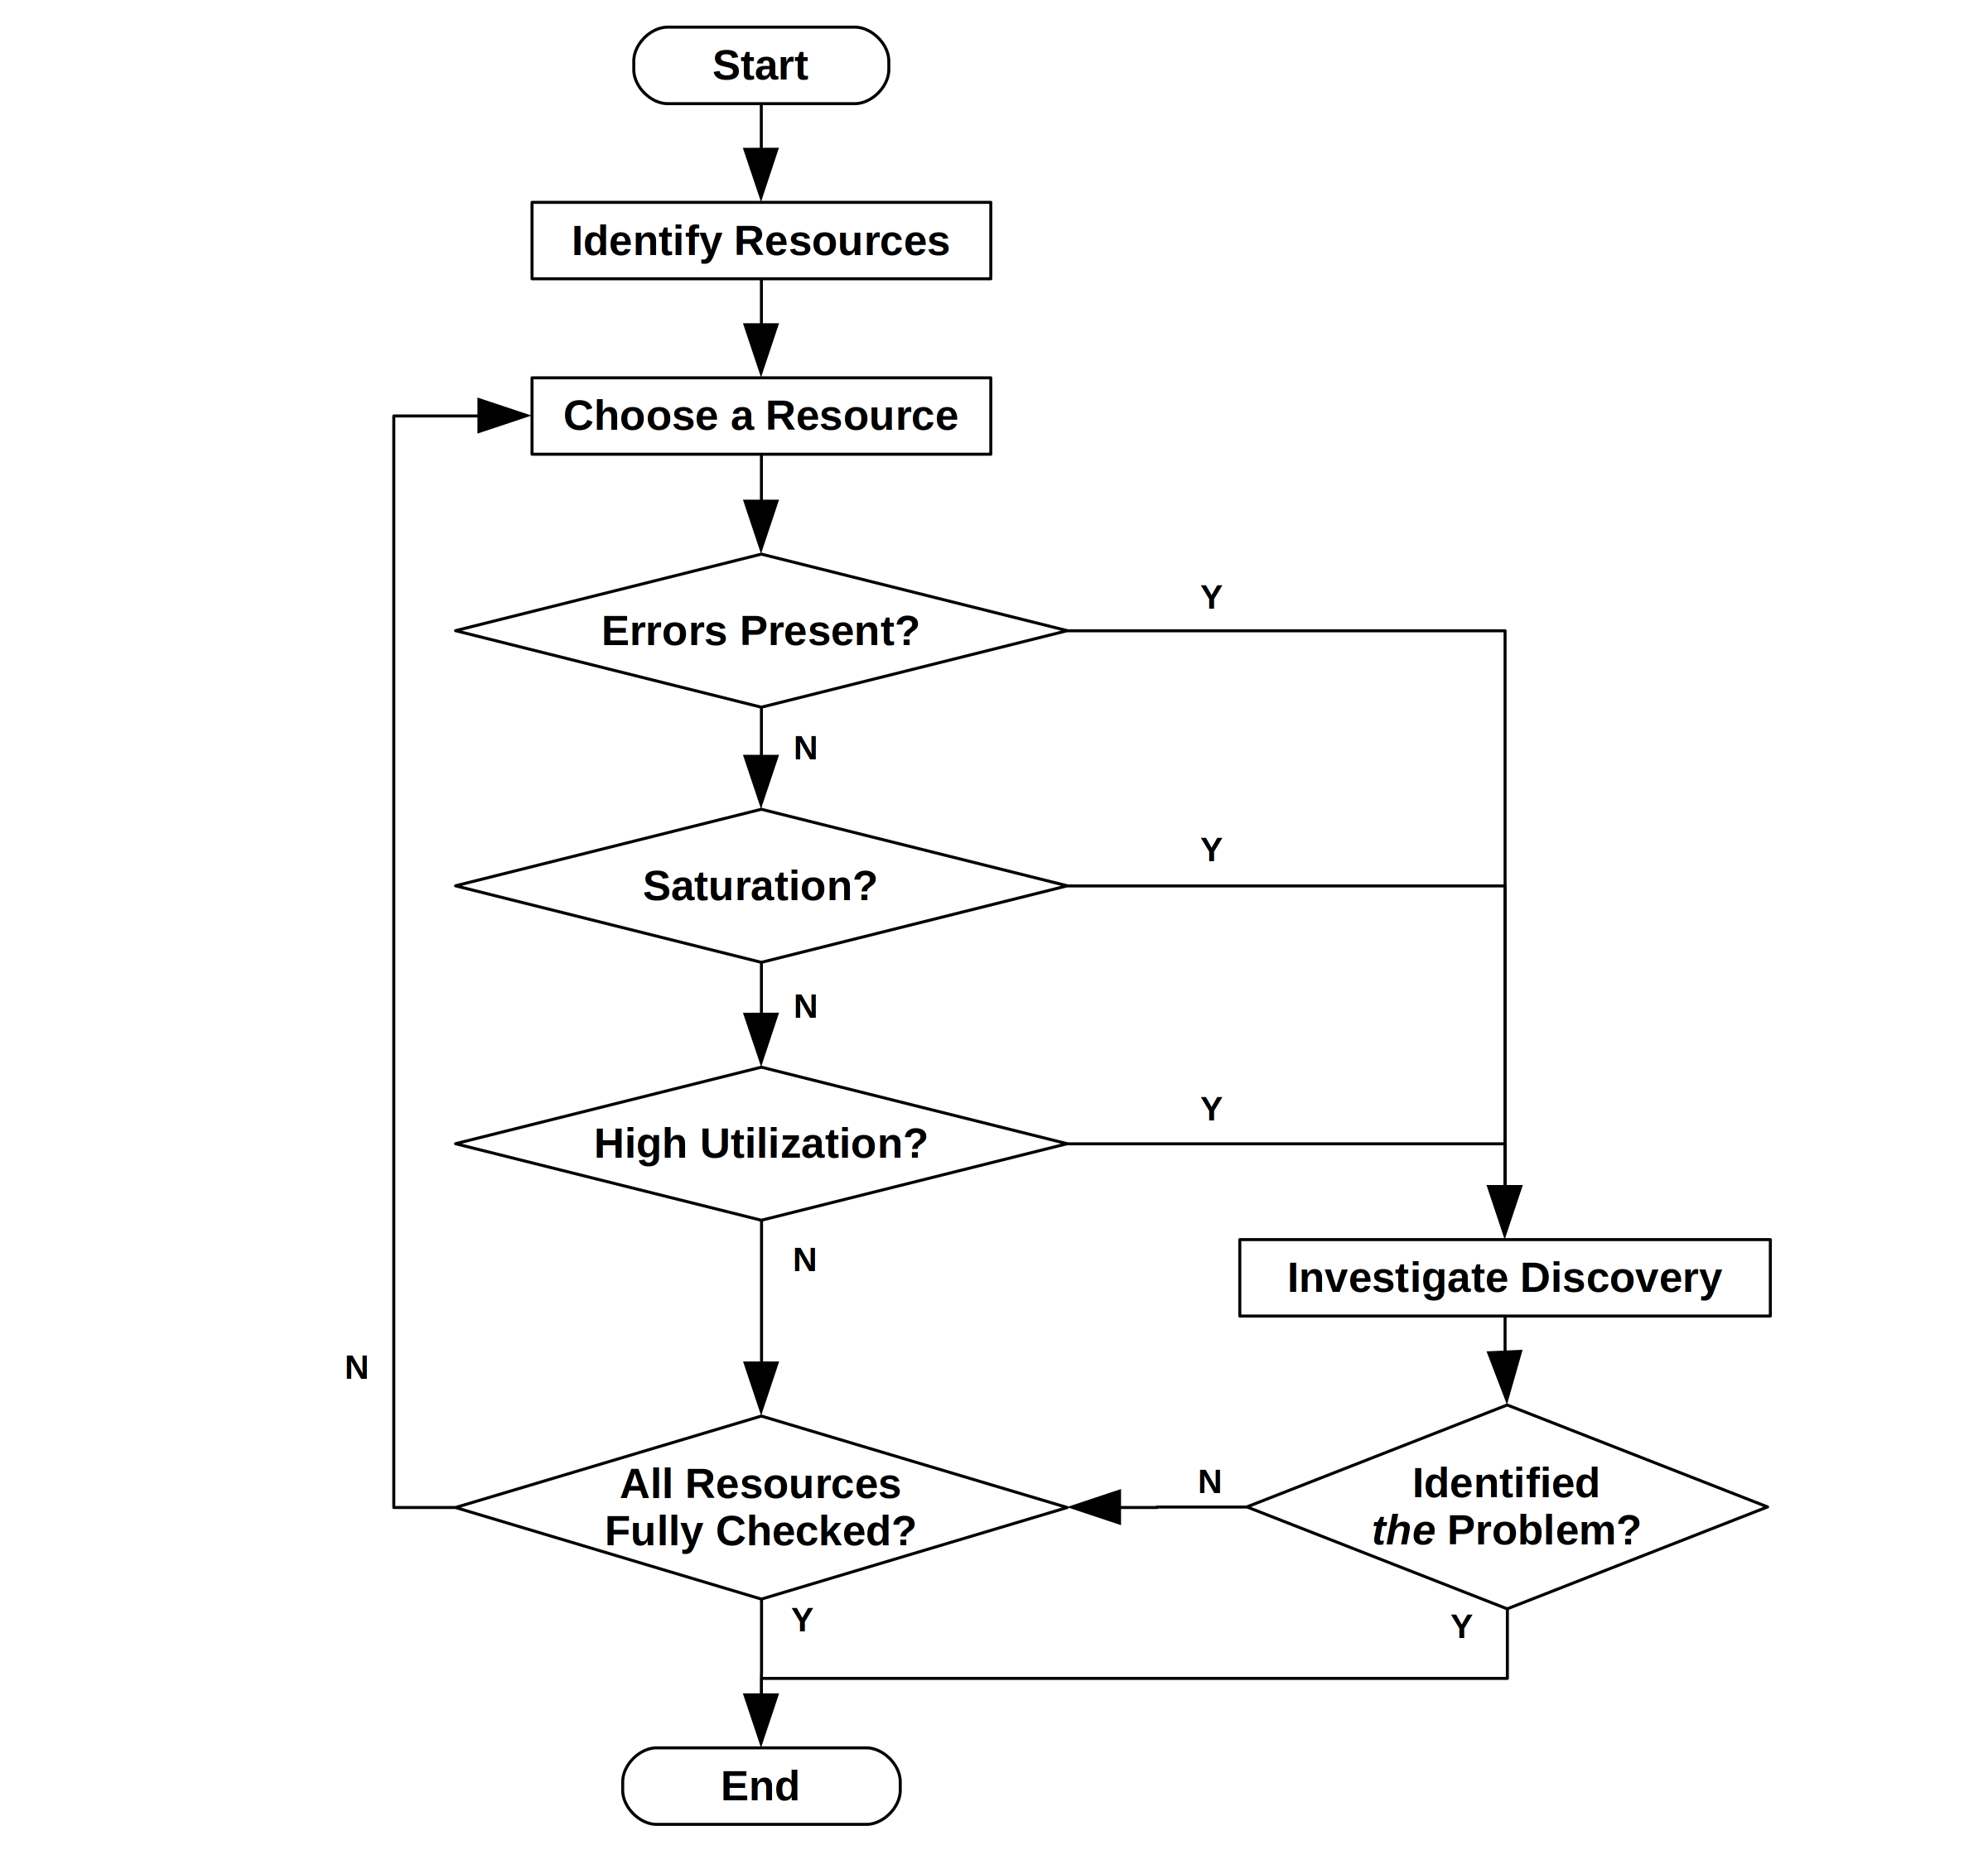 Start
Identify Resources
Choose a Resource
Errors Present?
Y
N
Saturation?
Y
N
High Utilization?
Y
N
Investigate Discovery
N
All Resources
Fully Checked?
N
Identified
the Problem?
Y
Y
End